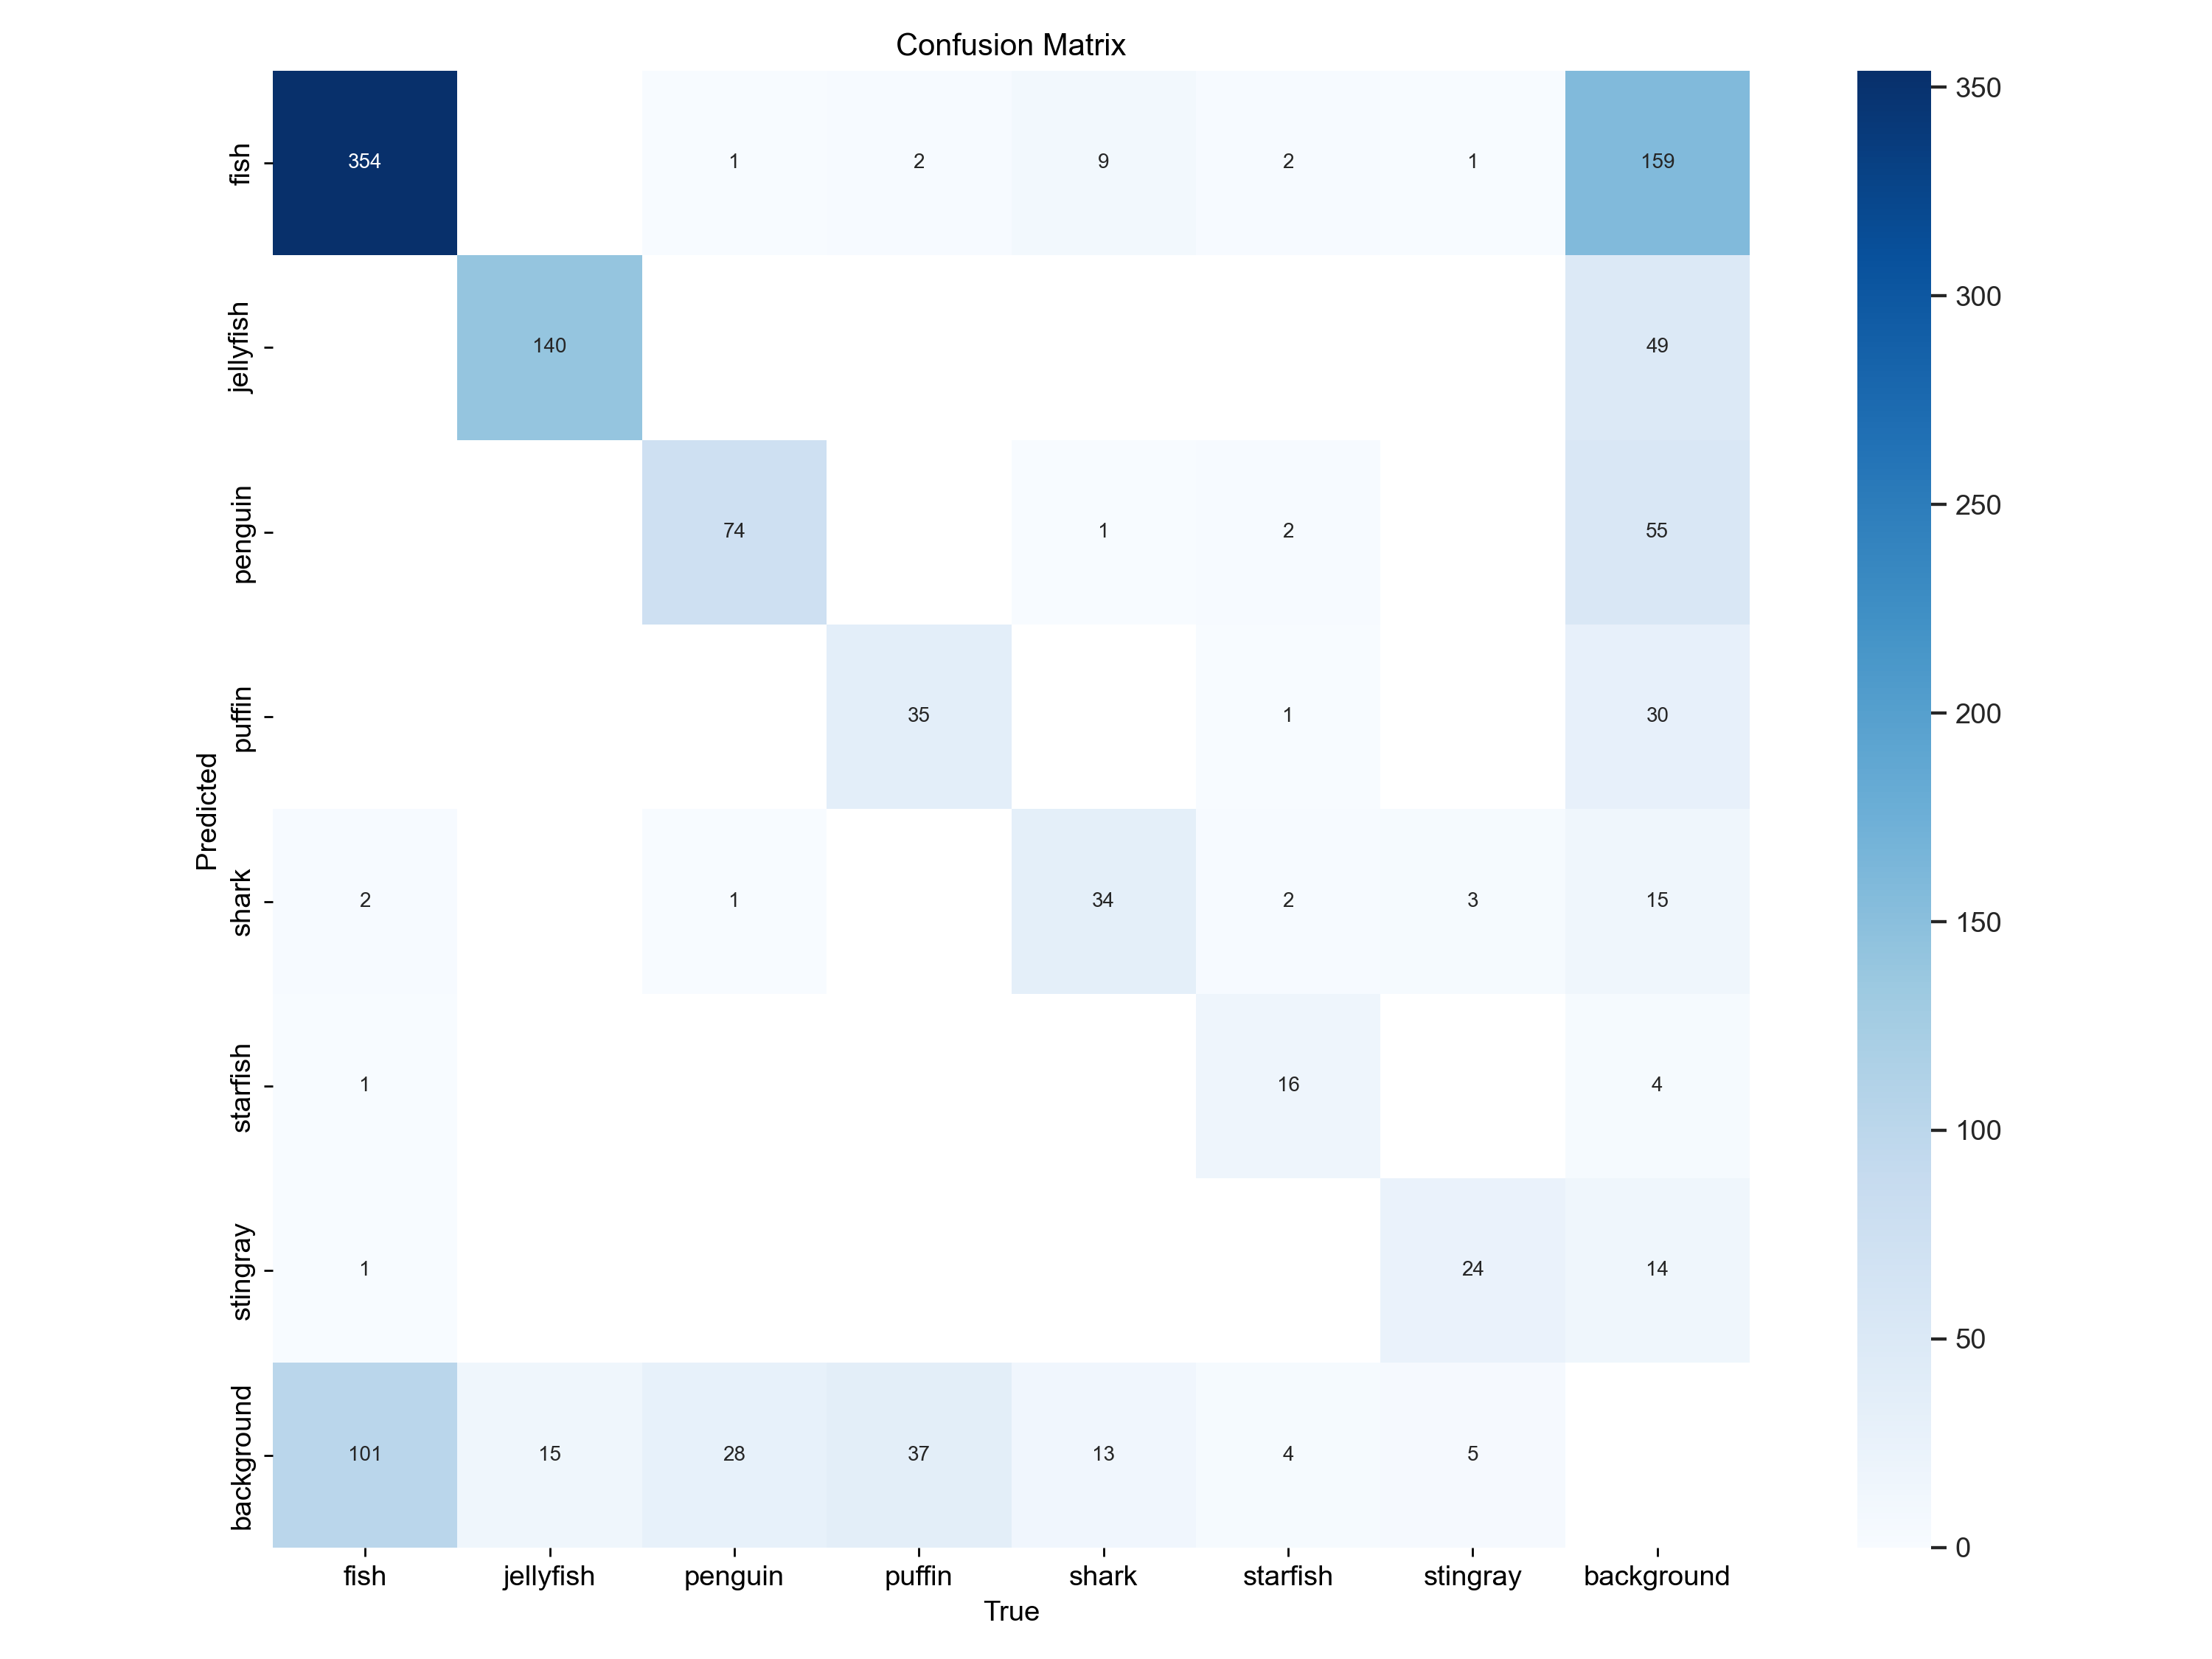 Confusion Matrix
fish 354 1 2 9 2 1 159
jellyfish 140 49
penguin 74 1 2 55
puffin 35 1 30
shark 2 1 34 2 3 15
starfish 1 16 4
stingray 1 24 14
background 101 15 28 37 13 4 5
Predicted
fish jellyfish penguin puffin shark starfish stingray background
True
350
300
250
200
150
100
50
0